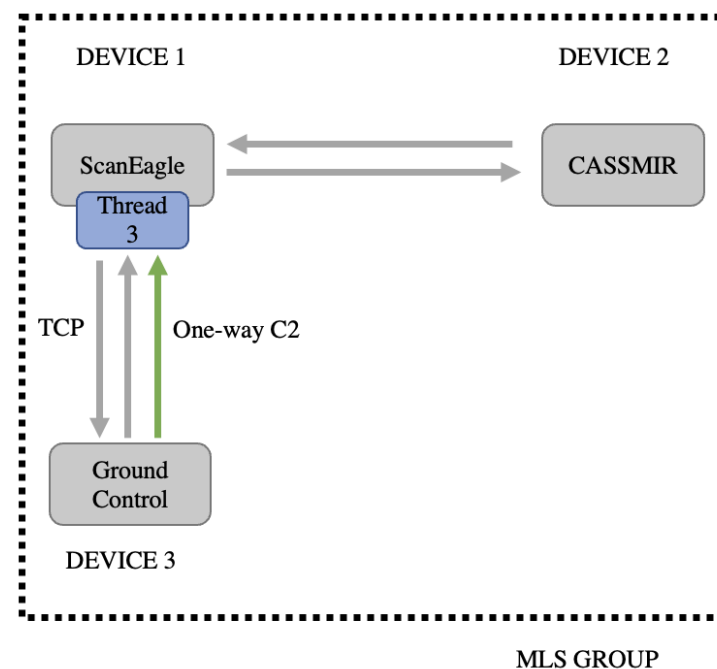 DEVICE 1
DEVICE 2
ScanEagle
CASSMIR
Thread
3
TCP
One-way C2
Ground
Control
DEVICE 3
MLS GROUP